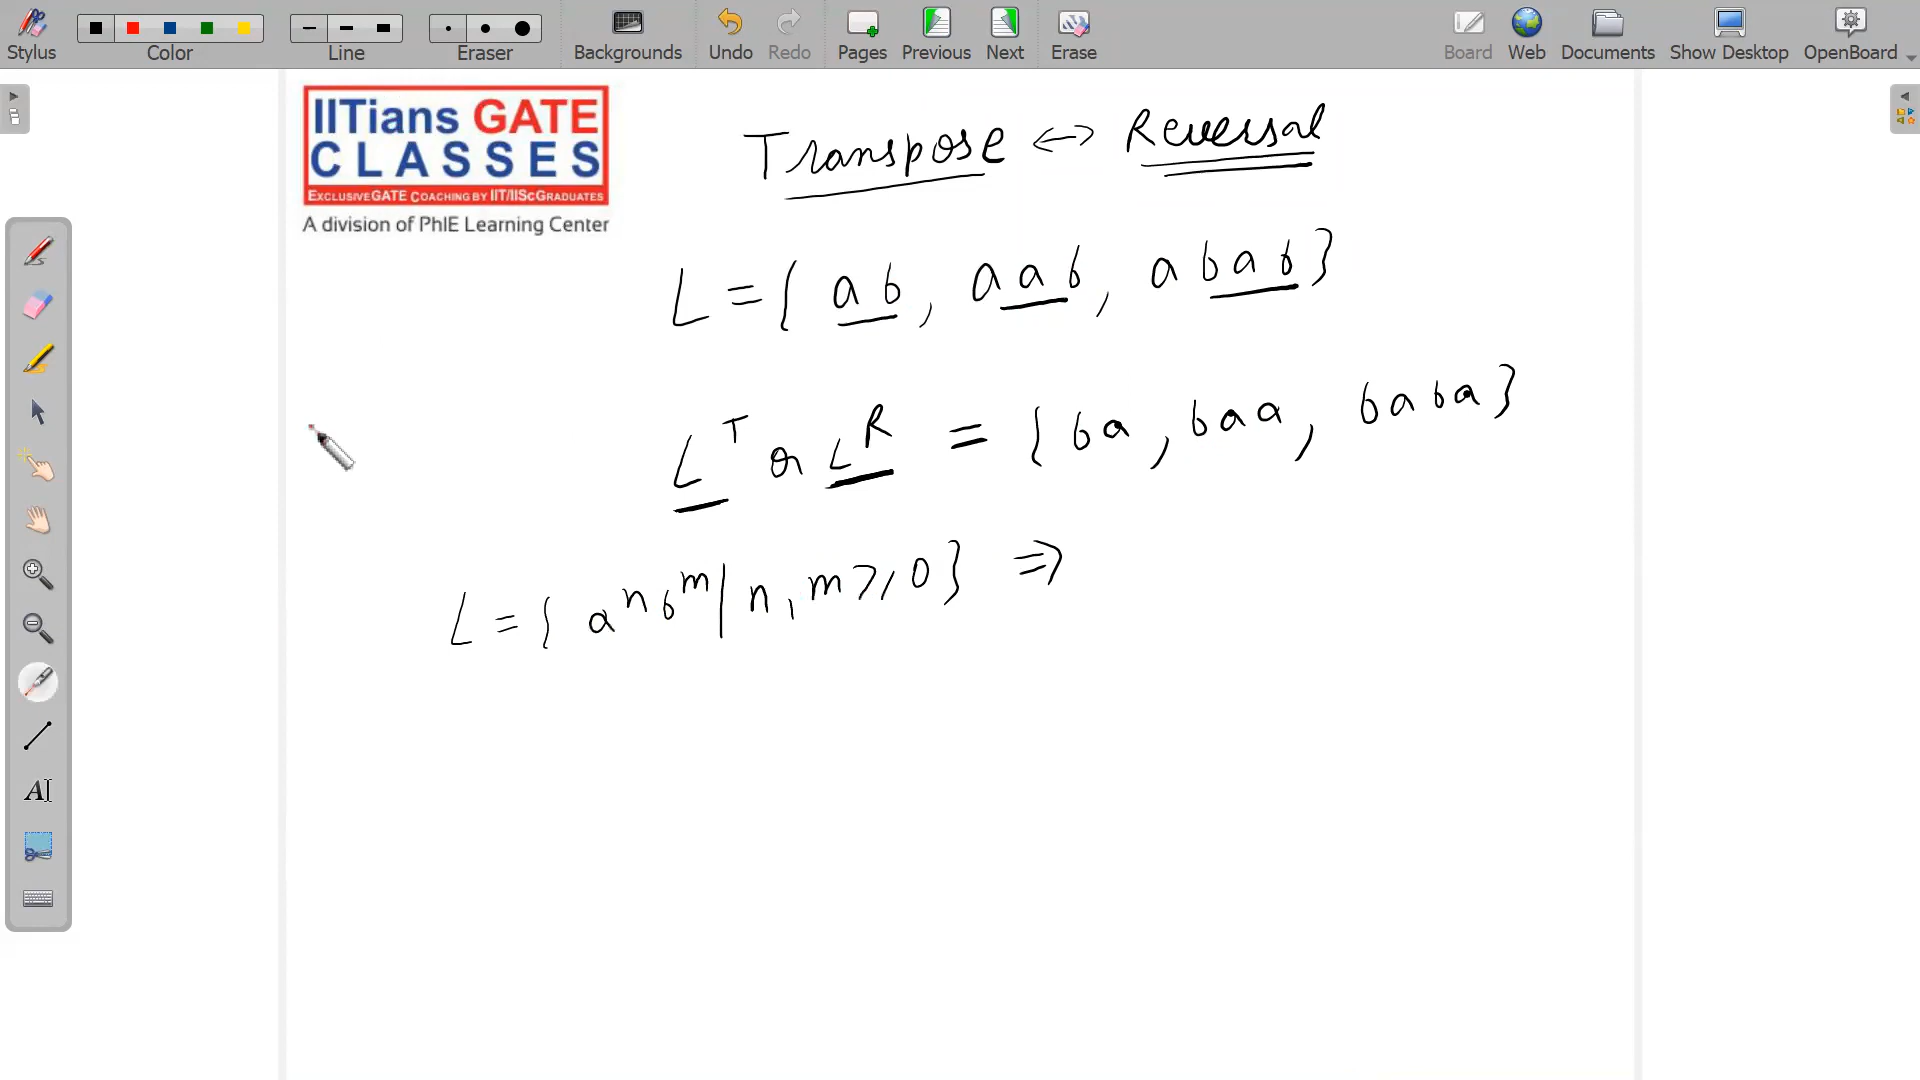 Stylus Color Line Eraser Backgrounds Undo Redo Pages Previous Next Erase Board Web Documents Show Desktop OpenBoard
IITians GATE
CLASSES
EXCLUSIVE GATE COACHING BY IIT/IISc GRADUATES
A division of PhIE Learning Center
Transpose ↔ Reversal
L = { ab, aab, abab }
L^T or L^R = { ba, baa, baba }
L = { a^n b^m | n, m ≥ 0 } ⇒